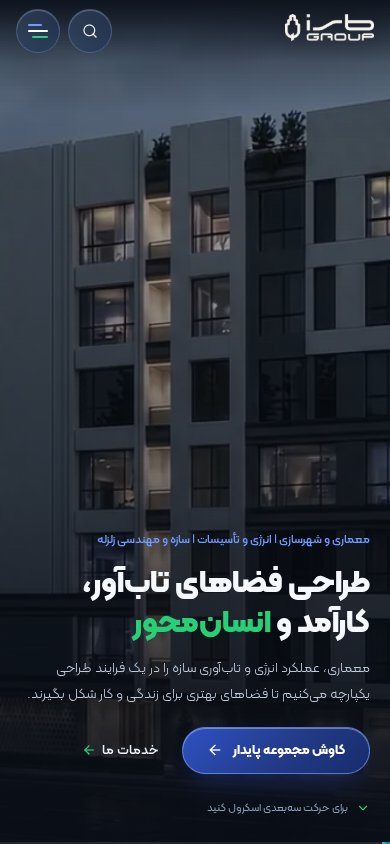 isb
GROUP
معماری و شهرسازی | انرژی و تأسیسات | سازه و مهندسی زلزله
طراحی فضاهای تاب‌آور،
کارآمد و انسان‌محور
معماری، عملکرد انرژی و تاب‌آوری سازه را در یک فرایند طراحی
یکپارچه می‌کنیم تا فضاهای بهتری برای زندگی و کار شکل بگیرند.
کاوش مجموعه پایدار
خدمات ما
برای حرکت سه‌بعدی اسکرول کنید